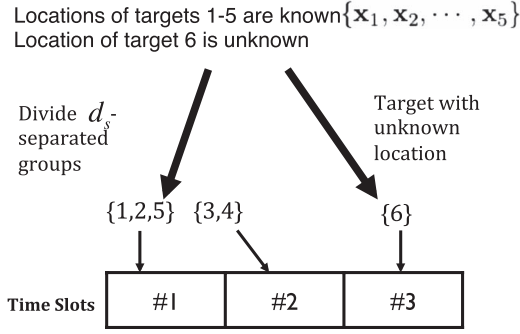 Locations of targets 1-5 are known{x₁, x₂, ⋯ , x₅}
Location of target 6 is unknown
Divide dₛ-
separated
groups
Target with
unknown
location
{1,2,5} {3,4} {6}
Time Slots #1 #2 #3